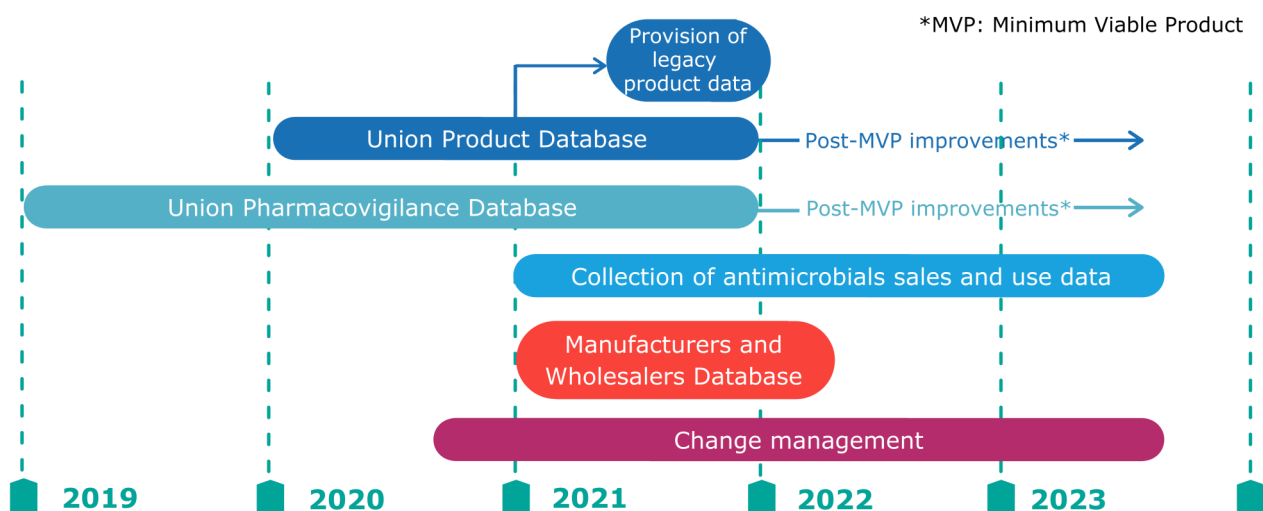 *MVP: Minimum Viable Product
Provision of
legacy
product data
Union Product Database
Post-MVP improvements*
Union Pharmacovigilance Database
Post-MVP improvements*
Collection of antimicrobials sales and use data
Manufacturers and
Wholesalers Database
Change management
2019
2020
2021
2022
2023